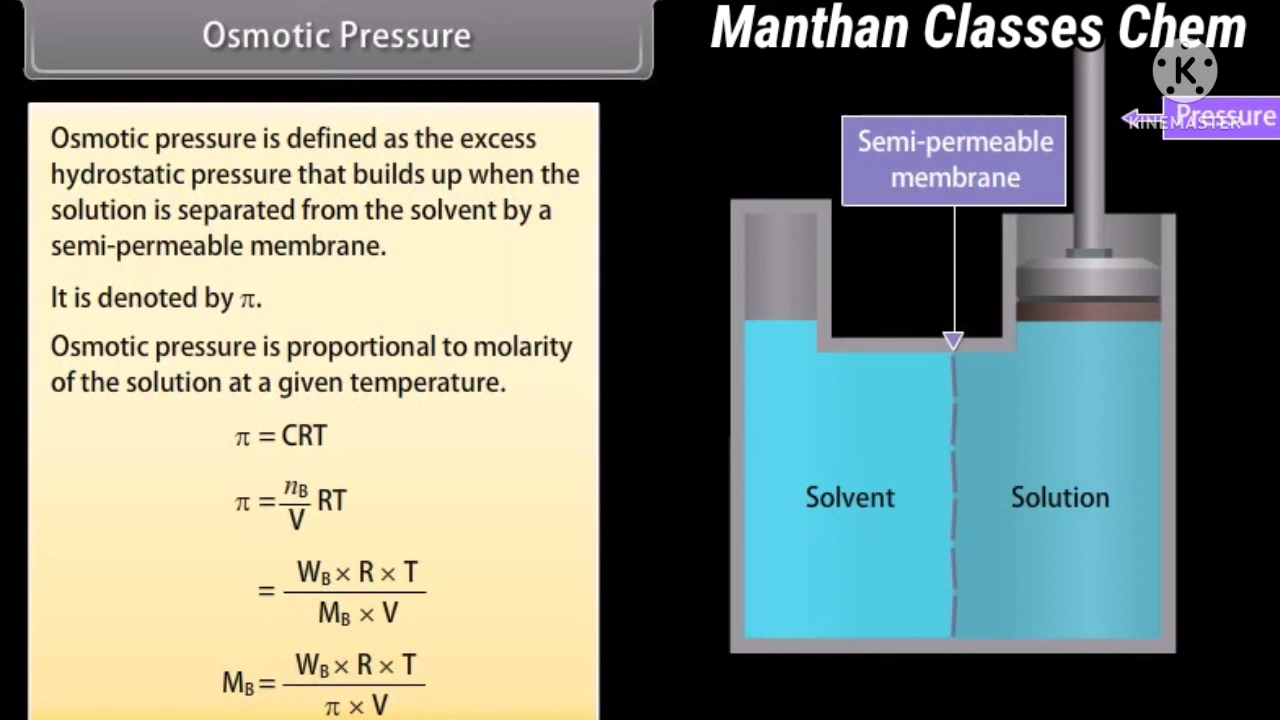 Osmotic Pressure
Manthan Classes Chem
K
KINEMASTER
Pressure
Semi-permeable
membrane
Osmotic pressure is defined as the excess
hydrostatic pressure that builds up when the
solution is separated from the solvent by a
semi-permeable membrane.
It is denoted by π.
Osmotic pressure is proportional to molarity
of the solution at a given temperature.
π = CRT
π = n_B/V RT
= W_B × R × T / M_B × V
M_B = W_B × R × T / π × V
Solvent
Solution